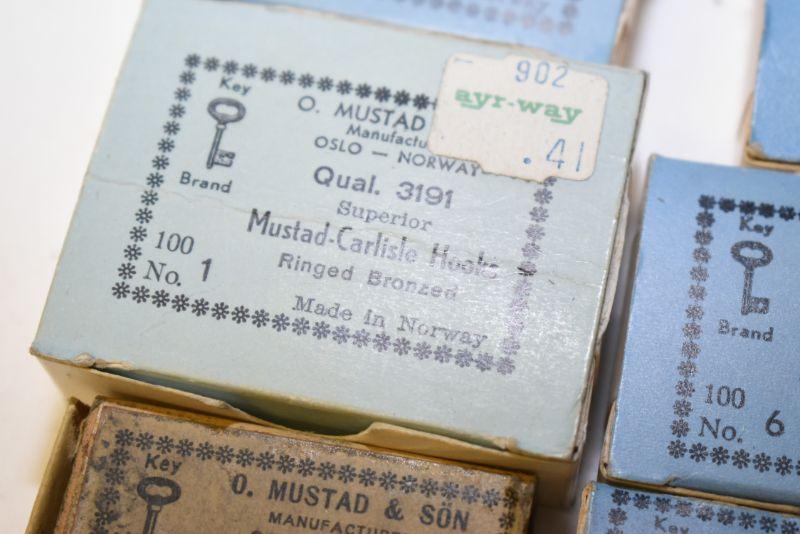 902
ayr-way
.41
Key
Brand
O. MUSTAD
OSLO — NORWAY
Qual. 3191
Superior
Mustad-Carlisle Hooks
Ringed Bronzed
100
No. 1
Made in Norway
Key
Brand
100
No. 6
Key
O. MUSTAD & SÖN
Key